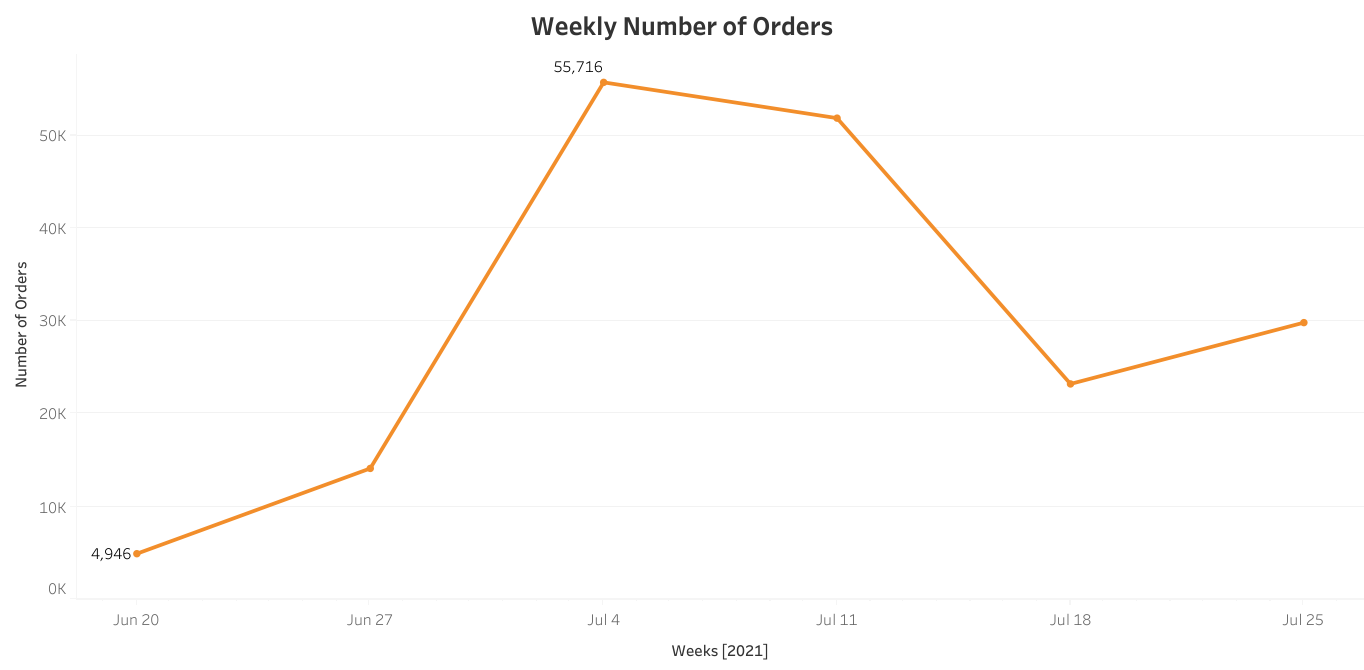 Weekly Number of Orders
55,716
50K
40K
30K
20K
10K
4,946
0K
Number of Orders
Jun 20
Jun 27
Jul 4
Jul 11
Jul 18
Jul 25
Weeks [2021]